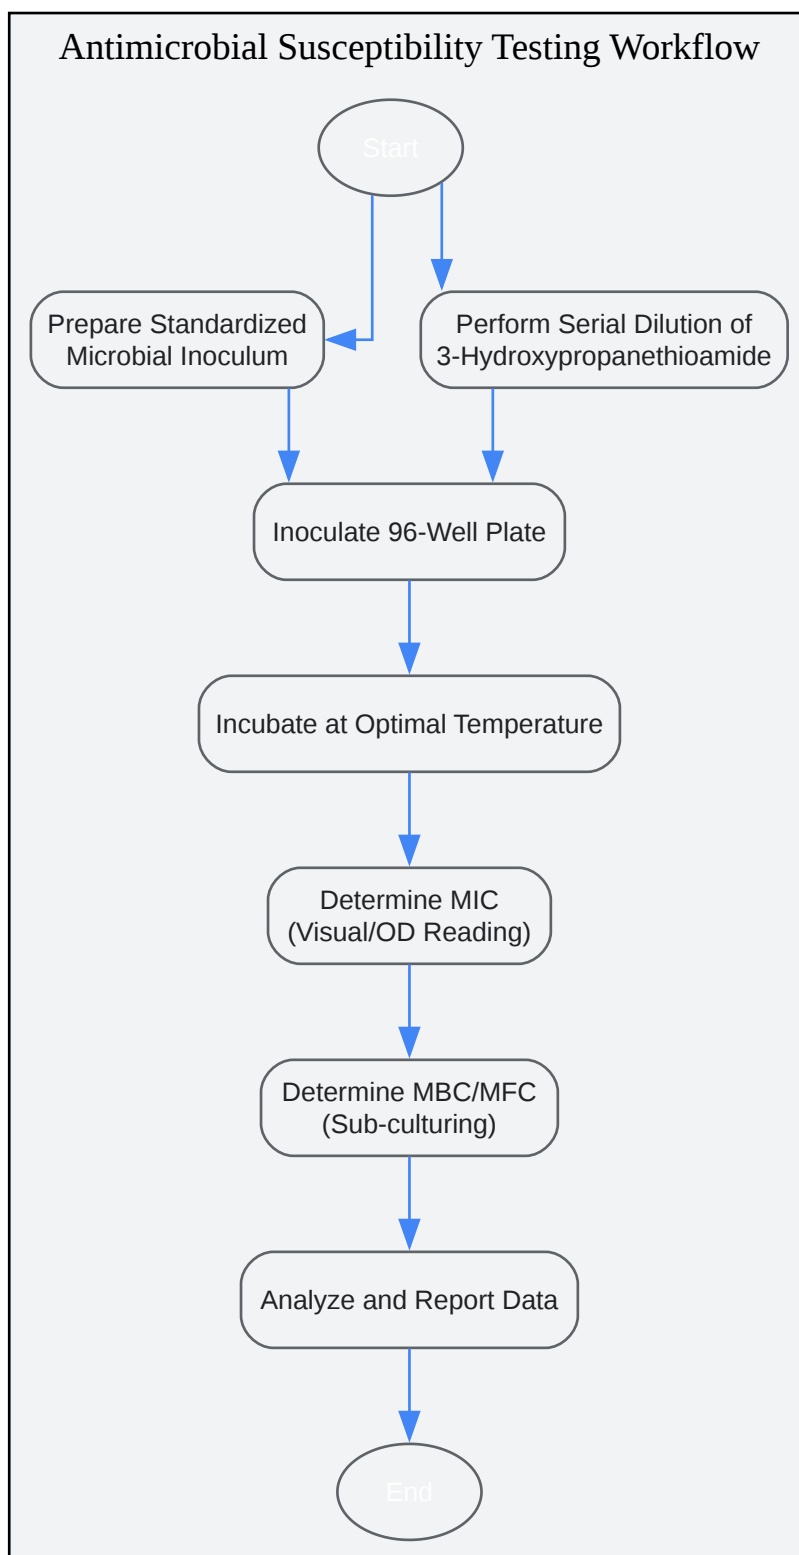 Antimicrobial Susceptibility Testing Workflow
Start
Prepare Standardized
Microbial Inoculum
Perform Serial Dilution of
3-Hydroxypropanethioamide
Inoculate 96-Well Plate
Incubate at Optimal Temperature
Determine MIC
(Visual/OD Reading)
Determine MBC/MFC
(Sub-culturing)
Analyze and Report Data
End